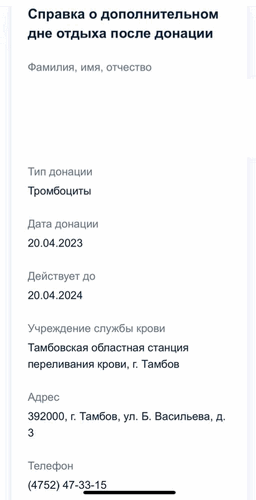 Справка о дополнительном
дне отдыха после донации
Фамилия, имя, отчество
Тип донации
Тромбоциты
Дата донации
20.04.2023
Действует до
20.04.2024
Учреждение службы крови
Тамбовская областная станция
переливания крови, г. Тамбов
Адрес
392000, г. Тамбов, ул. Б. Васильева, д.
3
Телефон
(4752) 47-33-15